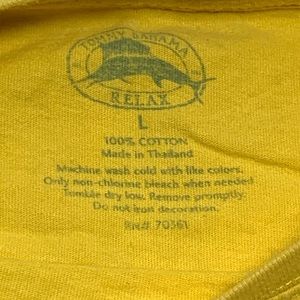 TOMMY BAHAMA
RELAX
L
100% COTTON
Made in Thailand
Machine wash cold with like colors.
Only non-chlorine bleach when needed
Tumble dry low. Remove promptly.
Do not iron decoration.
RN# 70361